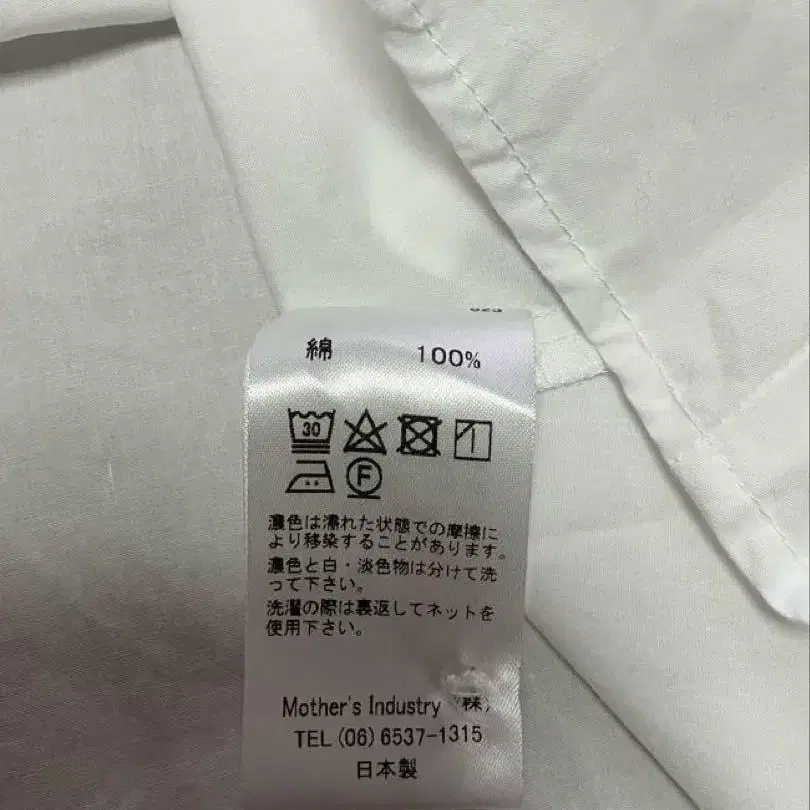 綿 100%
30
F
濃色は濡れた状態での摩擦に
より移染することがあります。
濃色と白・淡色物は分けて洗
って下さい。
洗濯の際は裏返してネットを
使用下さい。
Mother's Industry (株)
TEL (06) 6537-1315
日本製